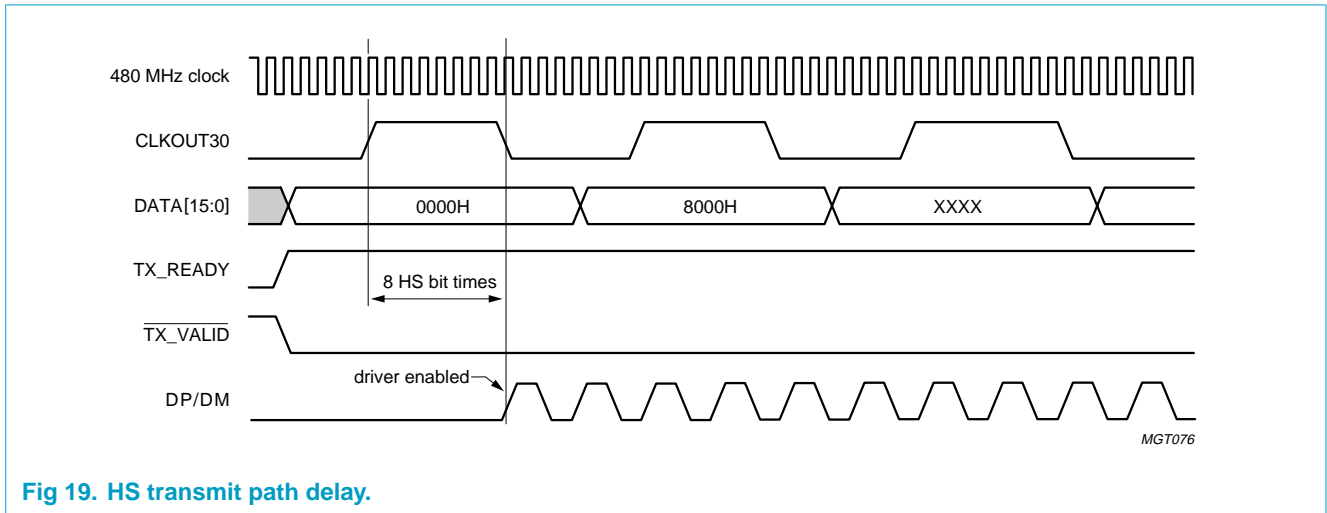 480 MHz clock
CLKOUT30
DATA[15:0]
0000H
8000H
XXXX
TX_READY
8 HS bit times
TX_VALID
driver enabled
DP/DM
MGT076
Fig 19. HS transmit path delay.